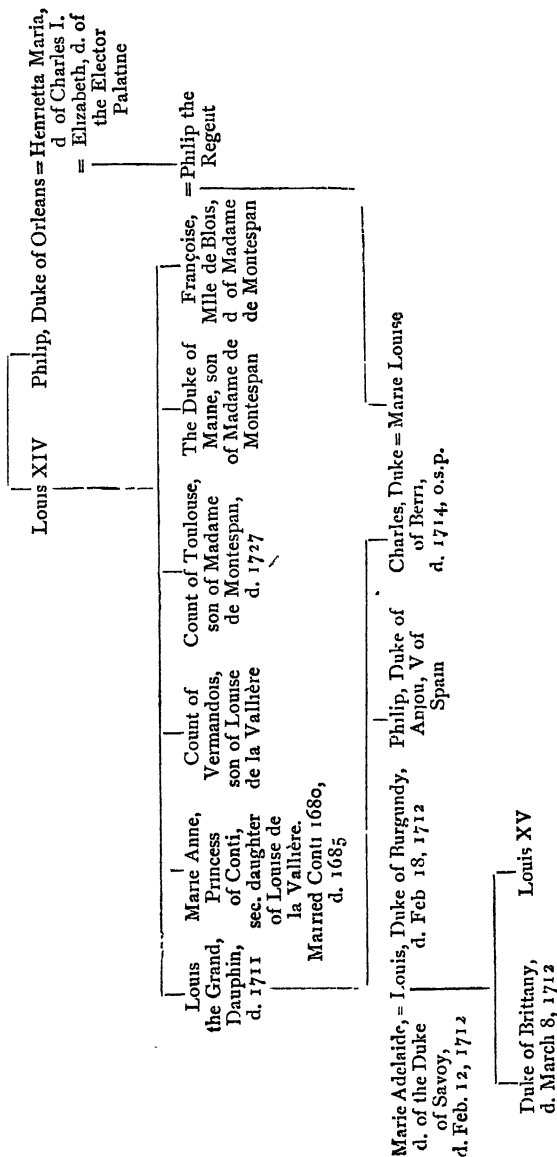 Louis XIV Philip, Duke of Orleans = Henrietta Maria,
d of Charles I.
= Elizabeth, d. of
the Elector
Palatine
Louis
the Grand,
Dauphin,
d. 1711
Marie Anne,
Princess
of Conti,
sec. daughter
of Louise de
la Vallière.
Married Conti 1680,
d. 1685
Count of
Vermandois,
son of Louise
de la Vallière
Count of Toulouse,
son of Madame
de Montespan,
d. 1727
The Duke of
Maine, son
of Madame de
Montespan
Françoise,
Mlle de Blois,
d of Madame
de Montespan
= Philip the
Regent
Marie Adelaide, = Louis, Duke of Burgundy,
d. of the Duke
of Savoy,
d. Feb. 12, 1712
d. Feb 18, 1712
Philip, Duke of
Anjou, V of
Spain
Charles, Duke = Marie Louise
of Berri,
d. 1714, o.s.p.
Duke of Brittany,
d. March 8, 1712
Louis XV